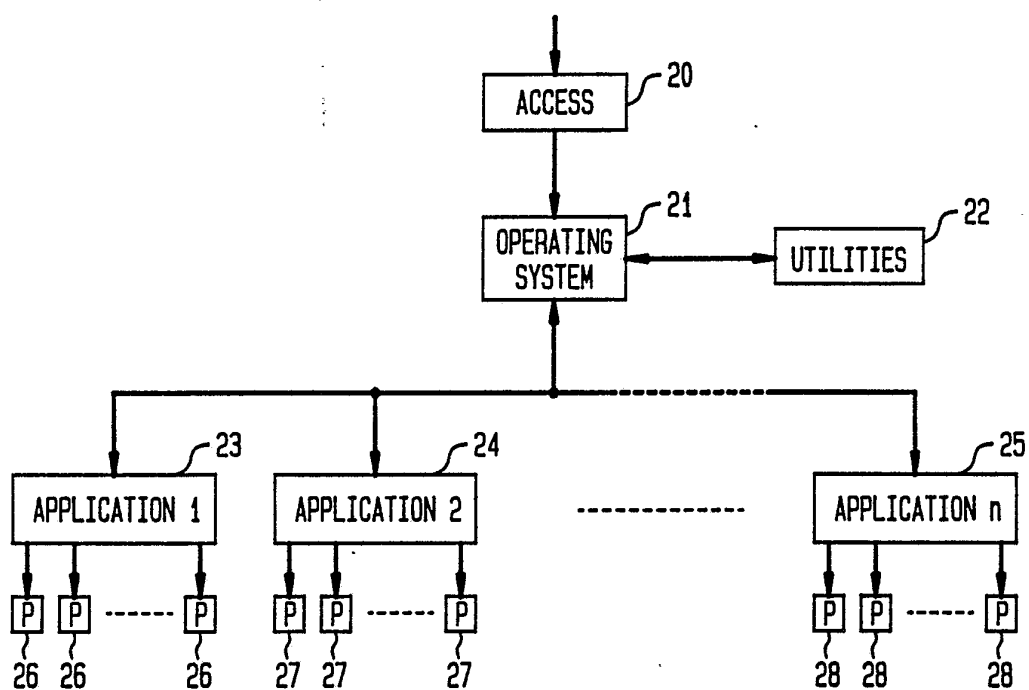 20
ACCESS
21
OPERATING
SYSTEM
22
UTILITIES
23
24
25
APPLICATION 1
APPLICATION 2
APPLICATION n
P P P P P P P P P
26 26 26 27 27 27 28 28 28